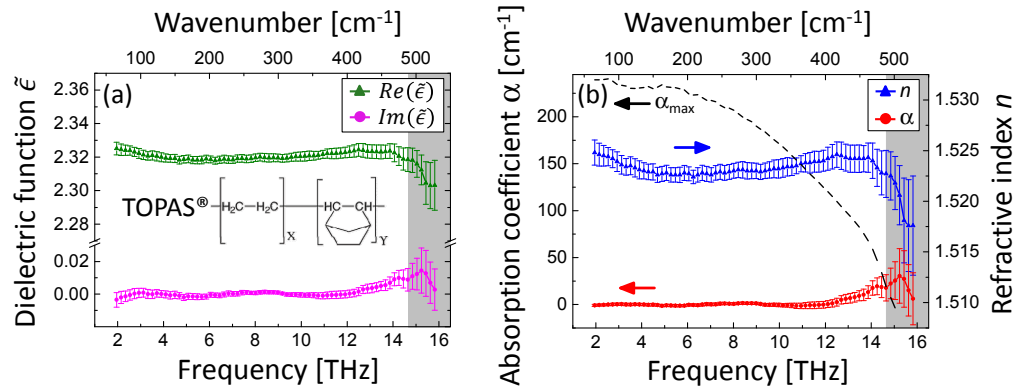 Wavenumber [cm⁻¹]
100 200 300 400 500
(a)
Re(ε̃)
Im(ε̃)
2.36
2.34
2.32
2.30
2.28
0.02
0.00
Dielectric function ε̃
TOPAS®
H₂C CH₂ X
CH CH Y
2 4 6 8 10 12 14 16
Frequency [THz]
Wavenumber [cm⁻¹]
100 200 300 400 500
(b)
αmax
n
α
200
150
100
50
0
Absorption coefficient α [cm⁻¹]
1.530
1.525
1.520
1.515
1.510
Refractive index n
2 4 6 8 10 12 14 16
Frequency [THz]